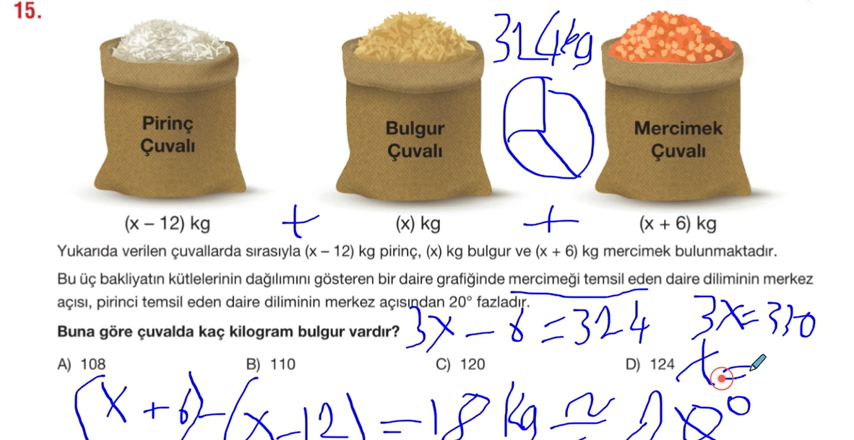 15.
324kg
Pirinç
Çuvalı
Bulgur
Çuvalı
Mercimek
Çuvalı
(x – 12) kg + (x) kg + (x + 6) kg
Yukarıda verilen çuvallarda sırasıyla (x – 12) kg pirinç, (x) kg bulgur ve (x + 6) kg mercimek bulunmaktadır.
Bu üç bakliyatın kütlelerinin dağılımını gösteren bir daire grafiğinde mercimeği temsil eden daire diliminin merkez
açısı, pirinci temsil eden daire diliminin merkez açısından 20° fazladır.
Buna göre çuvalda kaç kilogram bulgur vardır?
3x – 6 = 324 3x = 330
A) 108 B) 110 C) 120 D) 124
x =
(x + 6) – (x – 12) = 18 kg